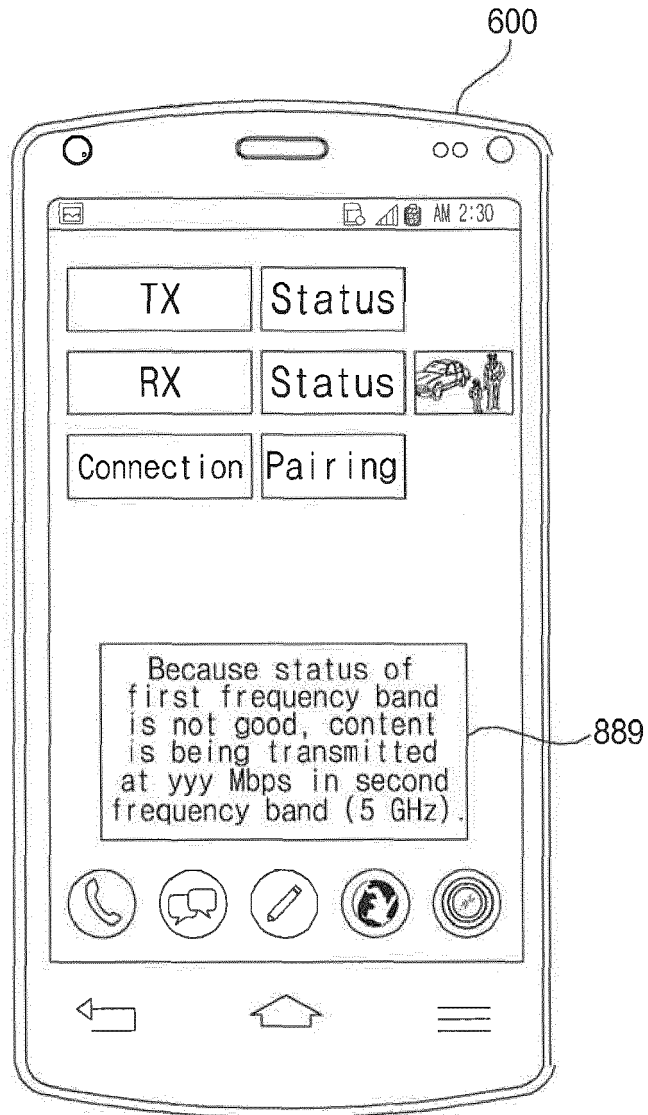 600
AM 2:30
TX Status
RX Status
Connection Pairing
Because status of
first frequency band
is not good, content
is being transmitted
at yyy Mbps in second
frequency band (5 GHz).
889